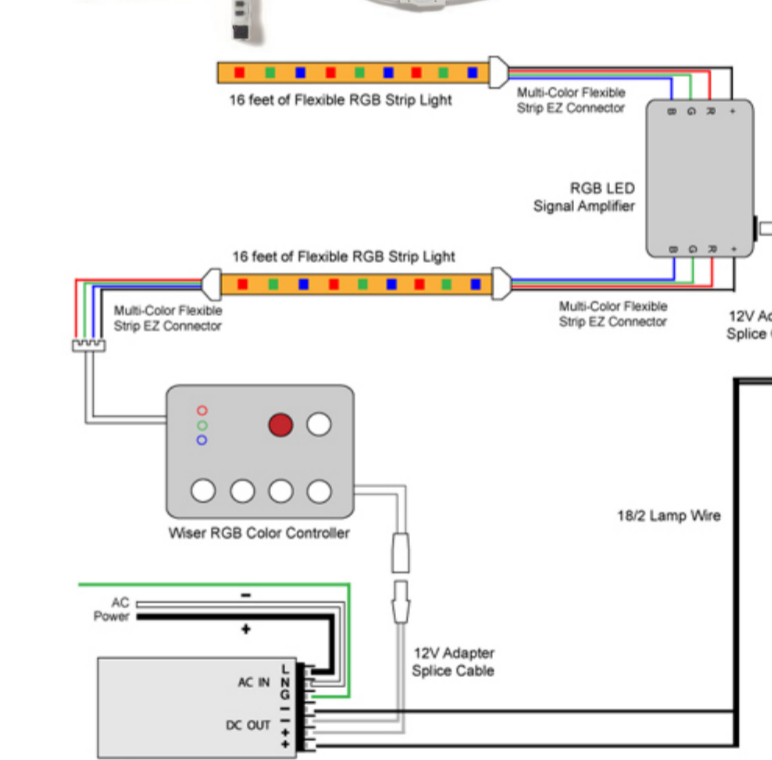 16 feet of Flexible RGB Strip Light
Multi-Color Flexible
Strip EZ Connector
B G R +
RGB LED
Signal Amplifier
B G R +
16 feet of Flexible RGB Strip Light
Multi-Color Flexible
Strip EZ Connector
Multi-Color Flexible
Strip EZ Connector
12V
Splice
Wiser RGB Color Controller
18/2 Lamp Wire
AC
Power
−
+
12V Adapter
Splice Cable
AC IN
L
N
G
DC OUT
−
−
+
+